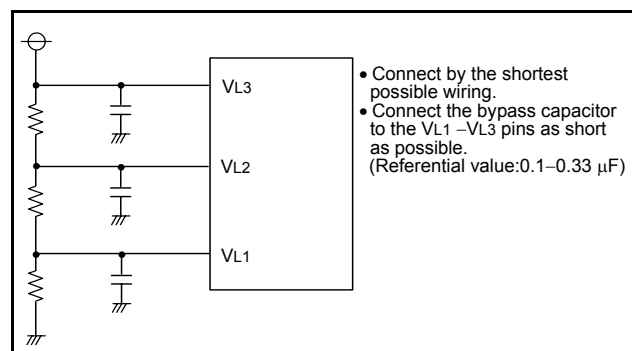 VL3
VL2
VL1
• Connect by the shortest
possible wiring.
• Connect the bypass capacitor
to the VL1 –VL3 pins as short
as possible.
(Referential value:0.1–0.33 μF)